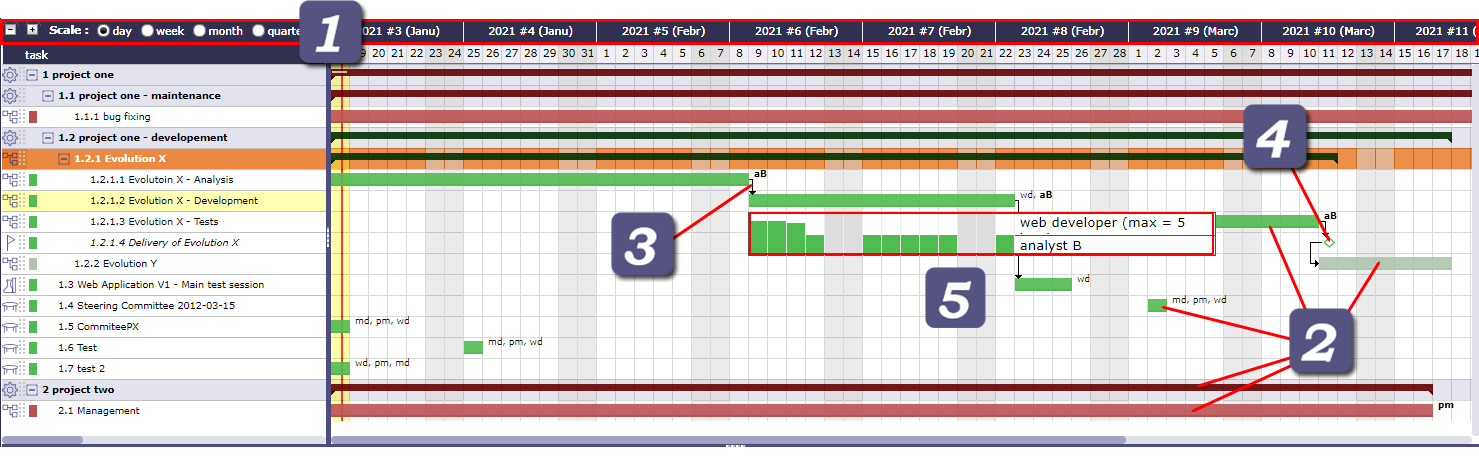 Scale : day week month quarte
2021 #3 (Janu) 2021 #4 (Janu) 2021 #5 (Febr) 2021 #6 (Febr) 2021 #7 (Febr) 2021 #8 (Febr) 2021 #9 (Marc) 2021 #10 (Marc) 2021 #11 (
1
task
19 20 21 22 23 24 25 26 27 28 29 30 31 1 2 3 4 5 6 7 8 9 10 11 12 13 14 15 16 17 18 19 20 21 22 23 24 25 26 27 28 1 2 3 4 5 6 7 8 9 10 11 12 13 14 15 16 17 18
1 project one
1.1 project one - maintenance
1.1.1 bug fixing
1.2 project one - developement
4
1.2.1 Evolution X
1.2.1.1 Evolutoin X - Analysis aB
1.2.1.2 Evolution X - Development wd, aB
1.2.1.3 Evolution X - Tests web developer (max = 5 aB
3
1.2.1.4 Delivery of Evolution X analyst B
1.2.2 Evolution Y
1.3 Web Application V1 - Main test session wd
5
1.4 Steering Committee 2012-03-15 md, pm, wd
1.5 CommiteePX md, pm, wd
2
1.6 Test md, pm, wd
1.7 test 2 wd, pm, md
2 project two
2.1 Management pm